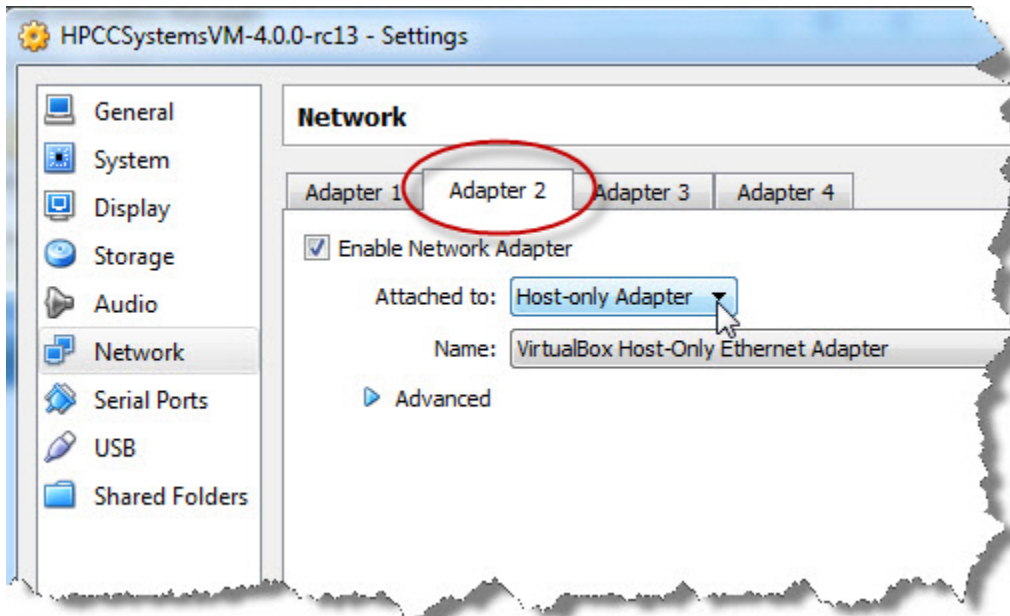 HPCCSystemsVM-4.0.0-rc13 - Settings
General
System
Display
Storage
Audio
Network
Serial Ports
USB
Shared Folders
Network
Adapter 1 Adapter 2 Adapter 3 Adapter 4
Enable Network Adapter
Attached to: Host-only Adapter
Name: VirtualBox Host-Only Ethernet Adapter
Advanced